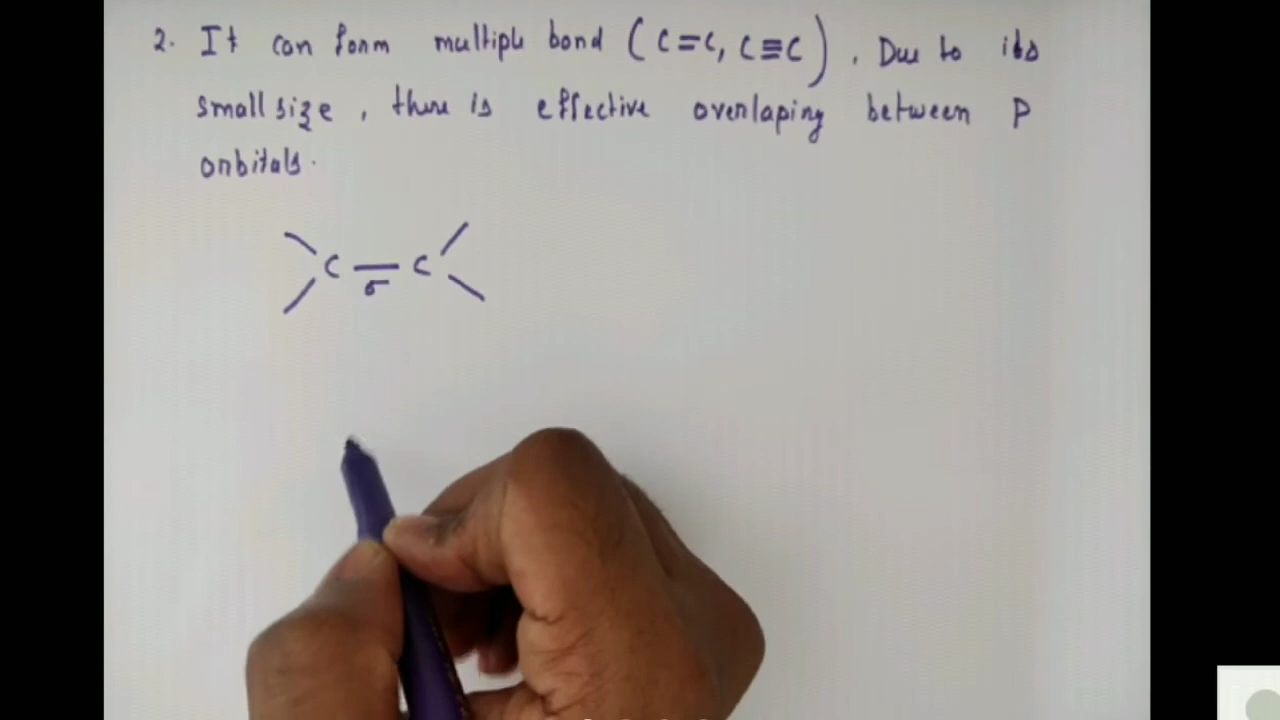 2. It can form multiple bond (C=C, C≡C). Due to its
small size, there is effective overlaping between P
orbitals.
C — C
σ